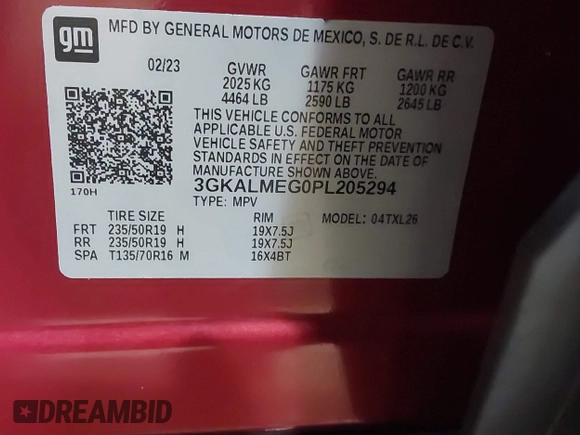 gm
MFD BY GENERAL MOTORS DE MEXICO, S. DE R.L. DE C.V.
02/23 GVWR GAWR FRT GAWR RR
2025 KG 1175 KG 1200 KG
4464 LB 2590 LB 2645 LB
THIS VEHICLE CONFORMS TO ALL
APPLICABLE U.S. FEDERAL MOTOR
VEHICLE SAFETY AND THEFT PREVENTION
STANDARDS IN EFFECT ON THE DATE OF
MANUFACTURE SHOWN ABOVE.
3GKALMEG0PL205294
170H
TYPE: MPV MODEL: 04TXL26
TIRE SIZE RIM
FRT 235/50R19 H 19X7.5J
RR 235/50R19 H 19X7.5J
SPA T135/70R16 M 16X4BT
DREAMBID